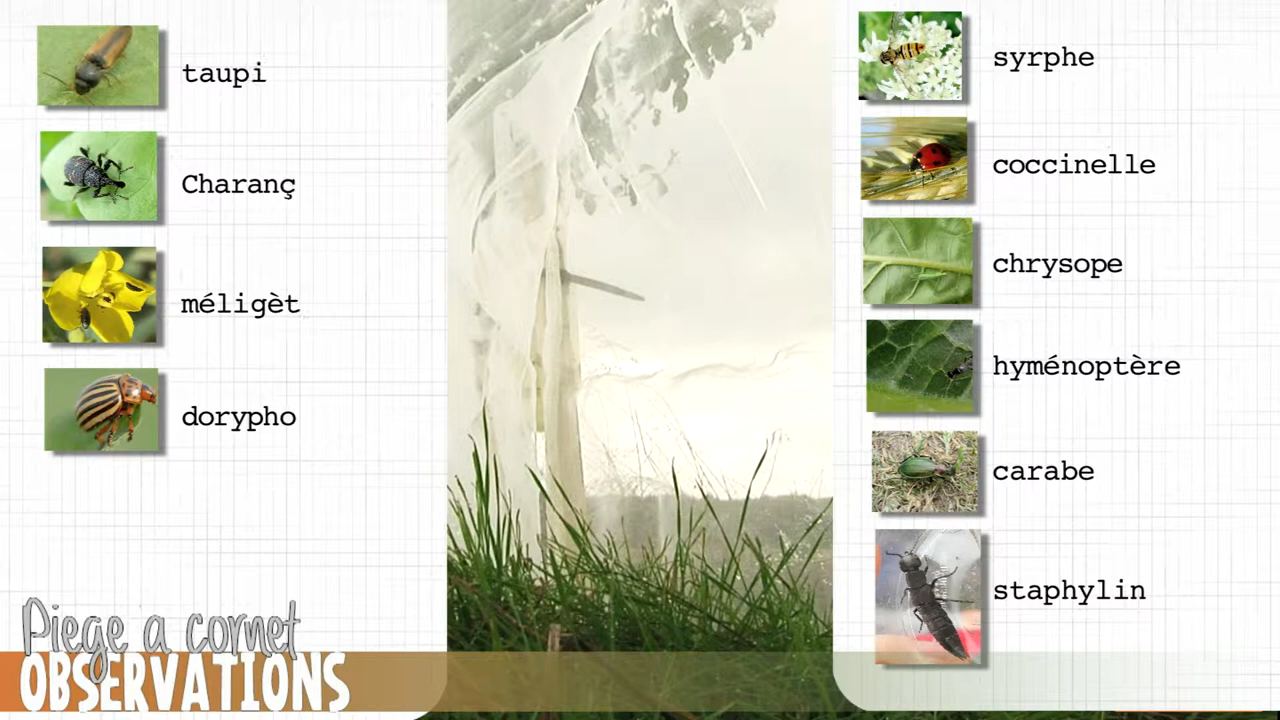 taupi
Charanç
méligèt
dorypho
syrphe
coccinelle
chrysope
hyménoptère
carabe
staphylin
Piege a cornet
OBSERVATIONS